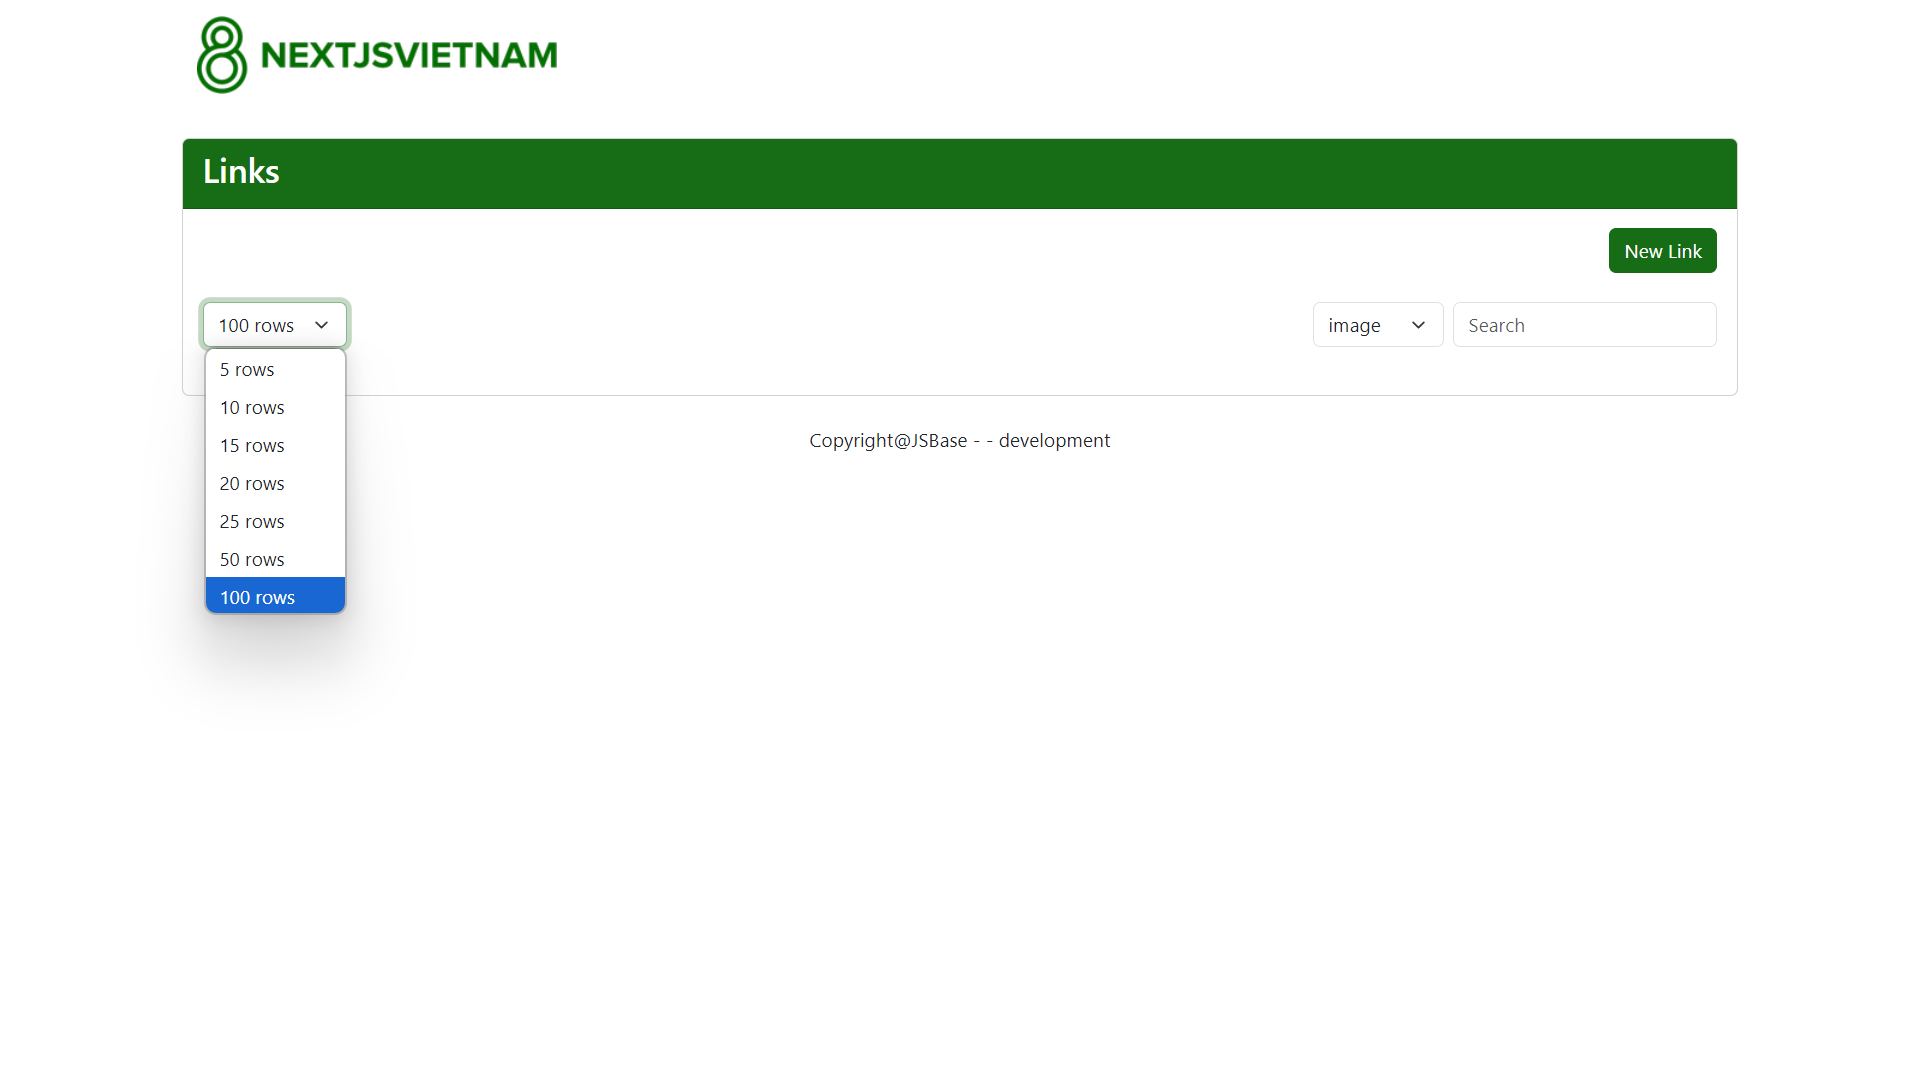 NEXTJSVIETNAM
Links
New Link
100 rows
image
Search
5 rows
10 rows
15 rows
20 rows
25 rows
50 rows
100 rows
Copyright@JSBase - - development